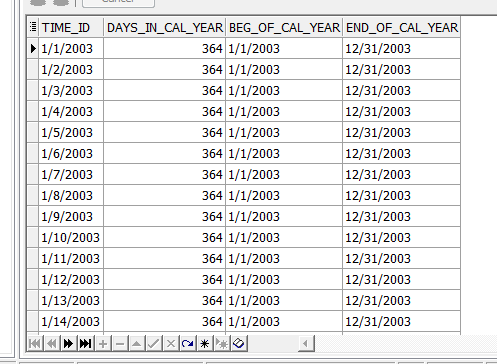 Cancel
TIME_ID DAYS_IN_CAL_YEAR BEG_OF_CAL_YEAR END_OF_CAL_YEAR
1/1/2003 364 1/1/2003 12/31/2003
1/2/2003 364 1/1/2003 12/31/2003
1/3/2003 364 1/1/2003 12/31/2003
1/4/2003 364 1/1/2003 12/31/2003
1/5/2003 364 1/1/2003 12/31/2003
1/6/2003 364 1/1/2003 12/31/2003
1/7/2003 364 1/1/2003 12/31/2003
1/8/2003 364 1/1/2003 12/31/2003
1/9/2003 364 1/1/2003 12/31/2003
1/10/2003 364 1/1/2003 12/31/2003
1/11/2003 364 1/1/2003 12/31/2003
1/12/2003 364 1/1/2003 12/31/2003
1/13/2003 364 1/1/2003 12/31/2003
1/14/2003 364 1/1/2003 12/31/2003